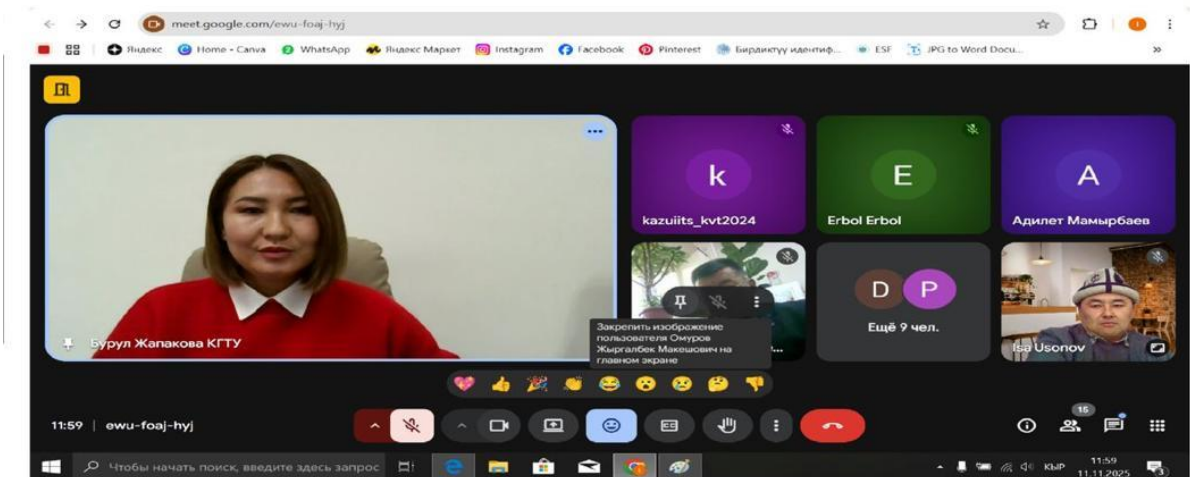 meet.google.com/ewu-foaj-hyj
Яндекс Home - Canva WhatsApp Яндекс Маркет Instagram Facebook Pinterest Бирдиктүү идентиф... ESF JPG to Word Docu...
k
kazuiits_kvt2024
E
Erbol Erbol
A
Адилет Мамырбаев
Бурул Жапакова КГТУ
Закрепить изображение
пользователя Омуров
Жыргалбек Макешович на
главном экране
D P
Ещё 9 чел.
Isa Usonov
11:59 | ewu-foaj-hyj
15
Чтобы начать поиск, введите здесь запрос
КЫР
11:59
11.11.2025